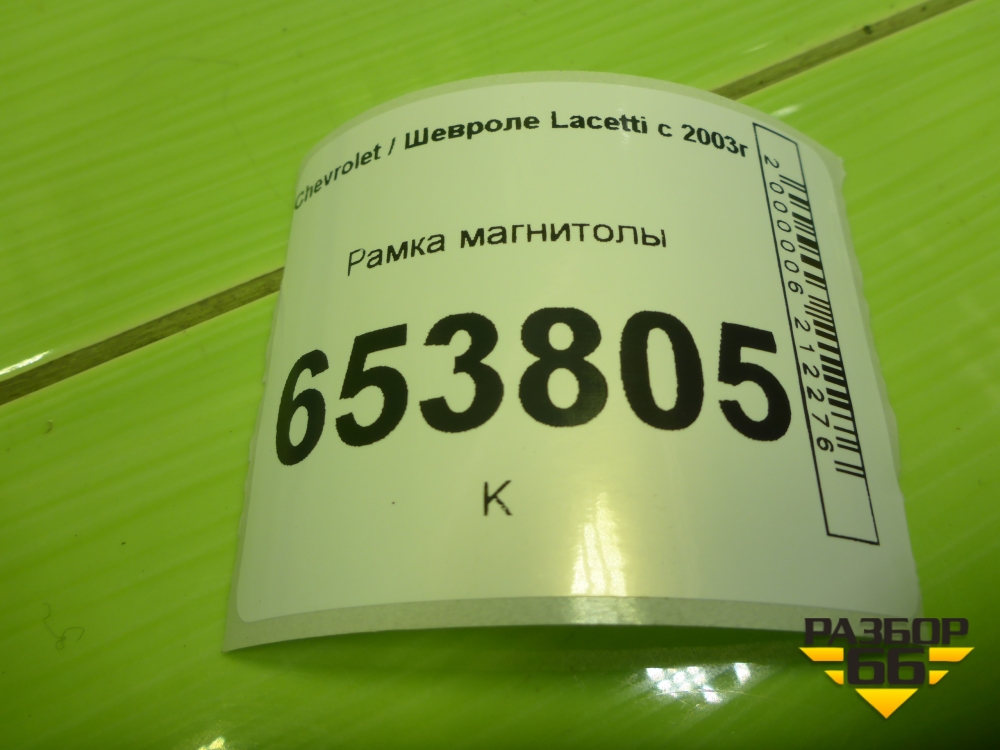 Chevrolet / Шевроле Lacetti с 2003г
Рамка магнитолы
653805
К
2000006212276
РАЗБОР
66